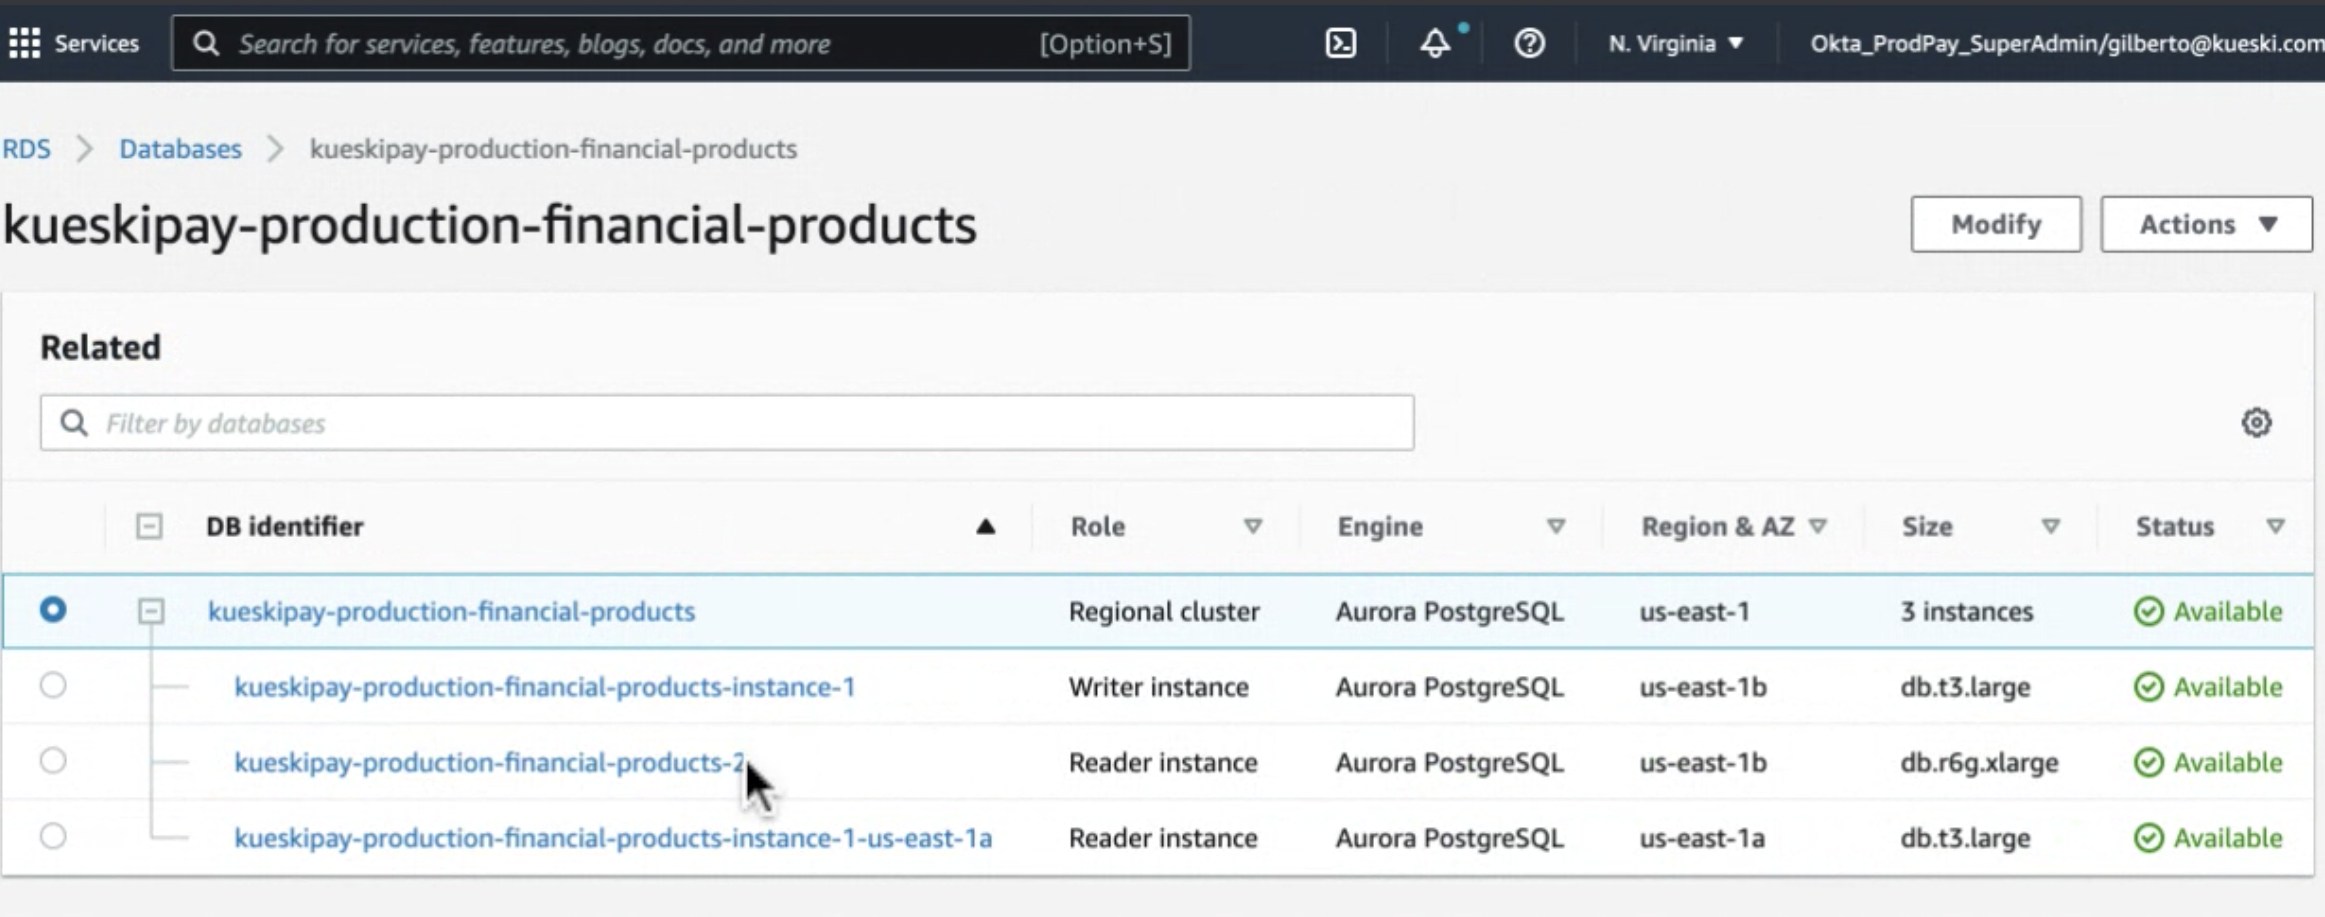 Services Search for services, features, blogs, docs, and more [Option+S] N. Virginia ▼ Okta_ProdPay_SuperAdmin/gilberto@kueski.com
RDS > Databases > kueskipay-production-financial-products
kueskipay-production-financial-products Modify Actions ▼
Related
Filter by databases
DB identifier ▲ Role Engine Region & AZ Size Status
kueskipay-production-financial-products Regional cluster Aurora PostgreSQL us-east-1 3 instances Available
kueskipay-production-financial-products-instance-1 Writer instance Aurora PostgreSQL us-east-1b db.t3.large Available
kueskipay-production-financial-products-2 Reader instance Aurora PostgreSQL us-east-1b db.r6g.xlarge Available
kueskipay-production-financial-products-instance-1-us-east-1a Reader instance Aurora PostgreSQL us-east-1a db.t3.large Available